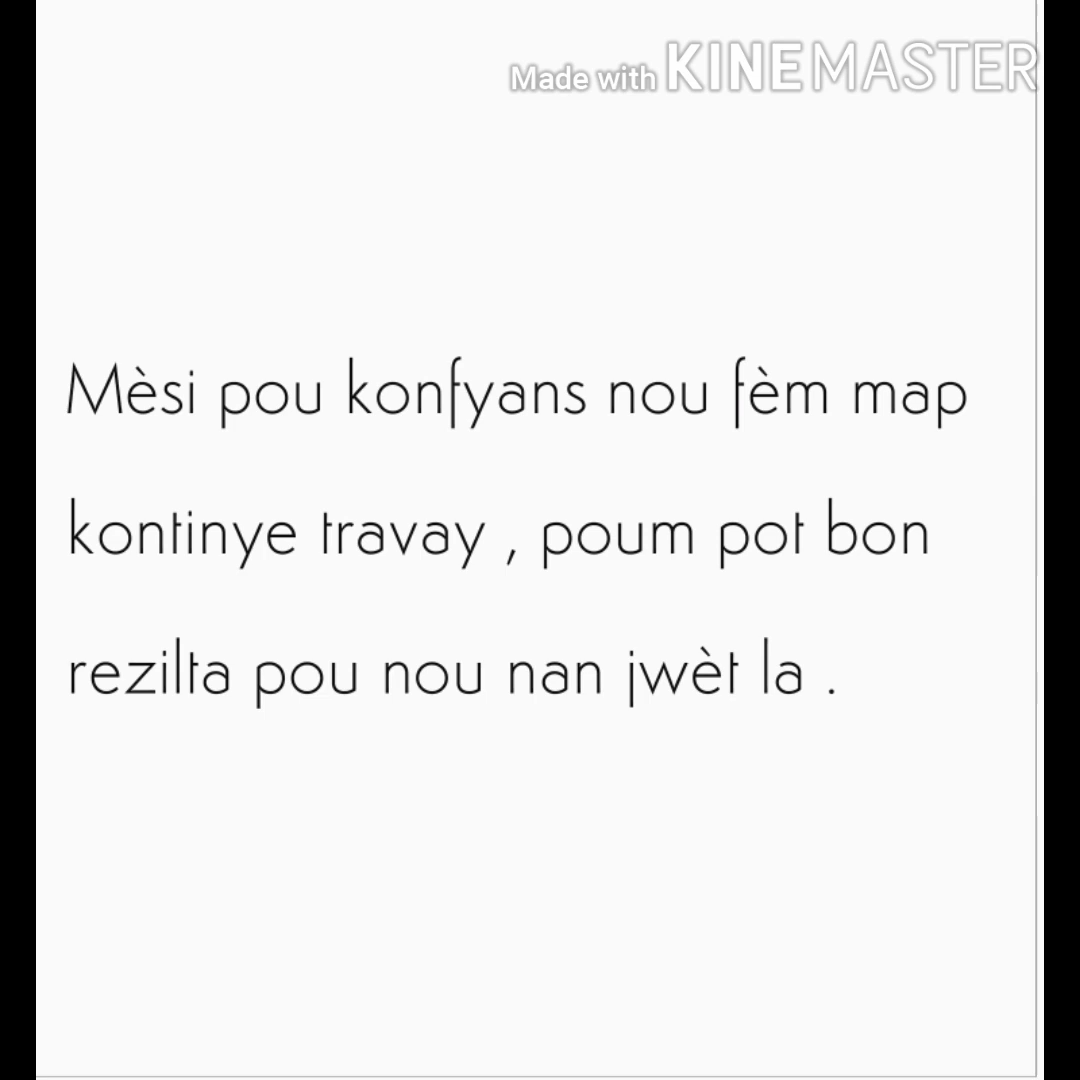 Made with KINEMASTER
Mèsi pou konfyans nou fèm map
kontinye travay , poum pot bon
rezilta pou nou nan jwèt la .